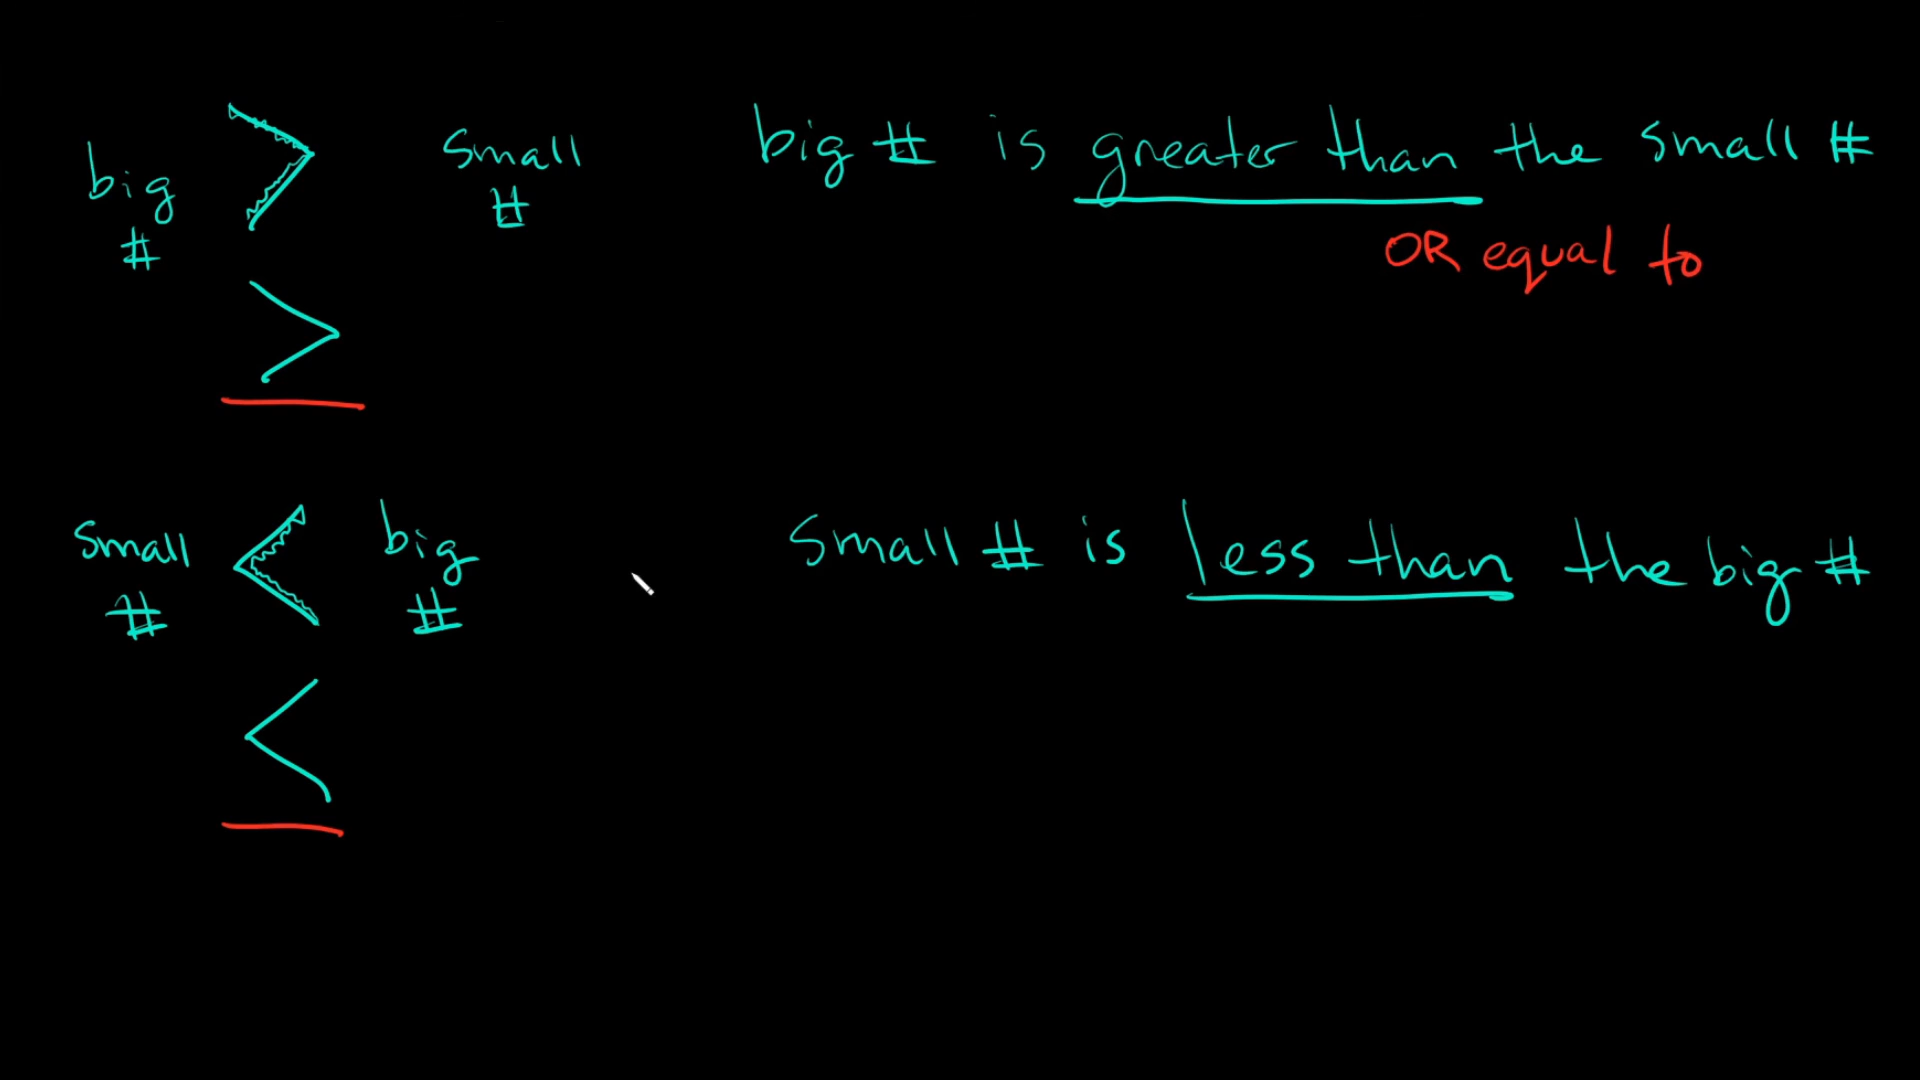 big # > small # big # is greater than the small #
OR equal to
≥
small # < big # small # is less than the big #
≤